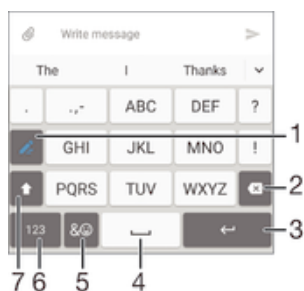 Write message
The I Thanks
. .,- ABC DEF ?
GHI JKL MNO ! 1
PQRS TUV WXYZ 2
123 &☺ 3
7 6 5 4